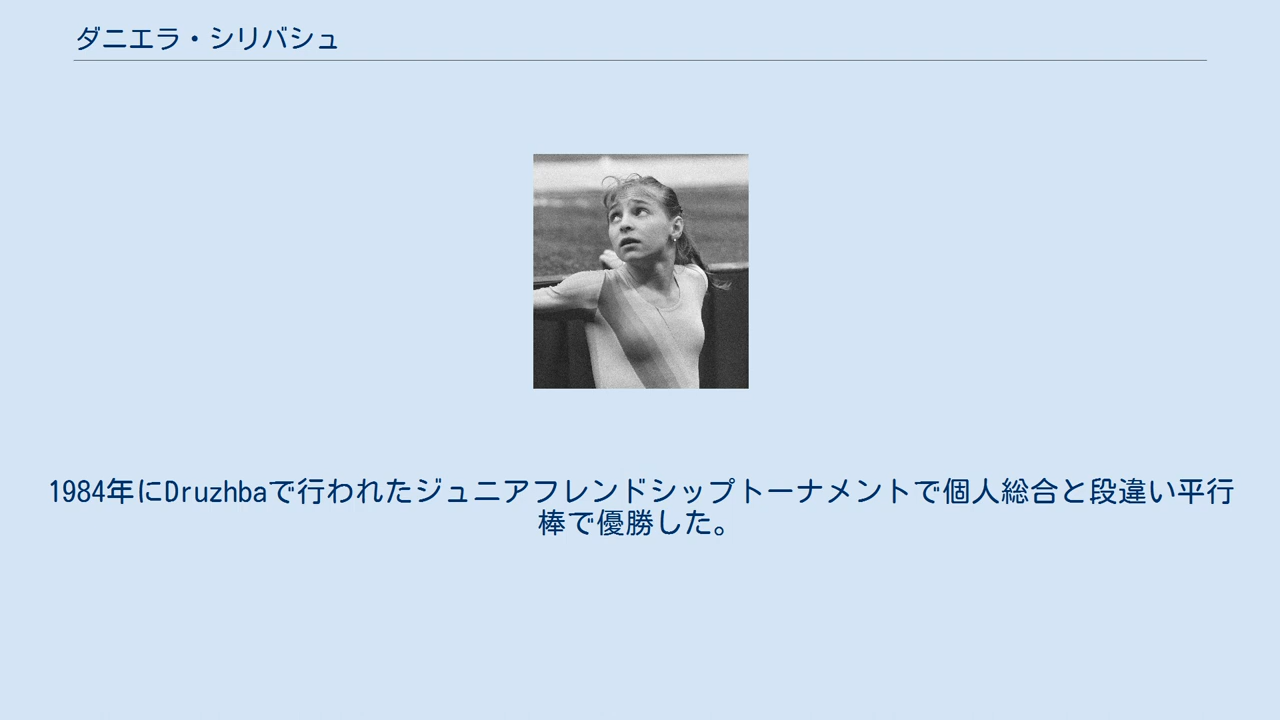 ダニエラ・シリバシュ
1984年にDruzhbaで行われたジュニアフレンドシップトーナメントで個人総合と段違い平行
棒で優勝した。